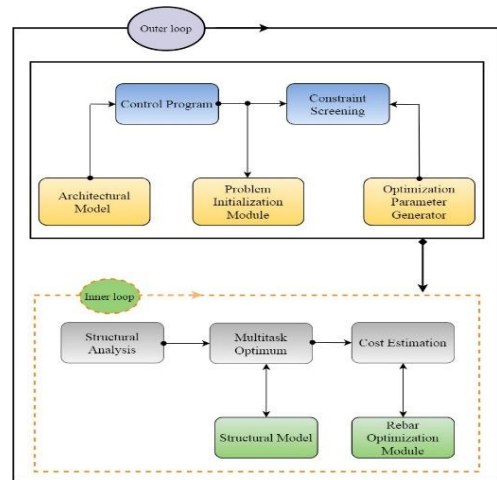 Outer loop
Control Program
Constraint
Screening
Architectural
Model
Problem
Initialization
Module
Optimization
Parameter
Generator
Inner loop
Structural
Analysis
Multitask
Optimum
Cost Estimation
Structural Model
Rebar
Optimization
Module